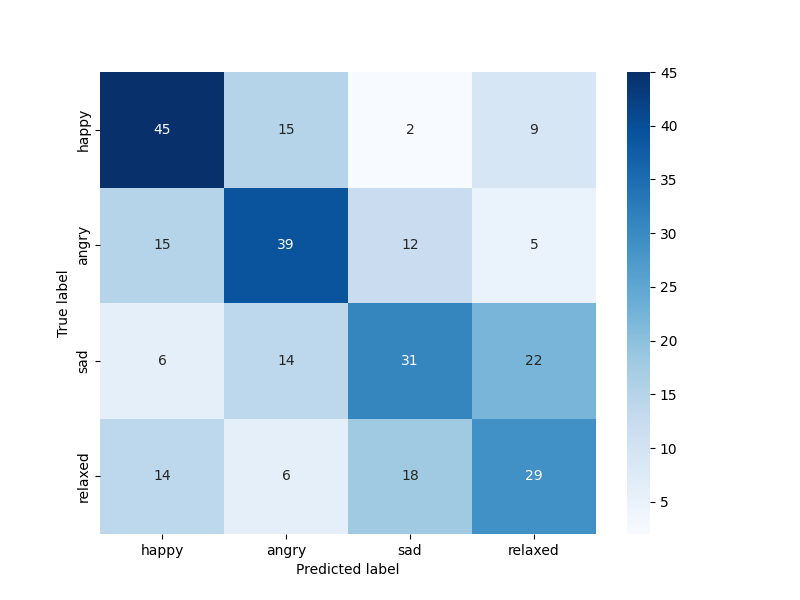 happy 45 15 2 9
angry 15 39 12 5
sad 6 14 31 22
relaxed 14 6 18 29
happy angry sad relaxed
Predicted label
True label
45
40
35
30
25
20
15
10
5